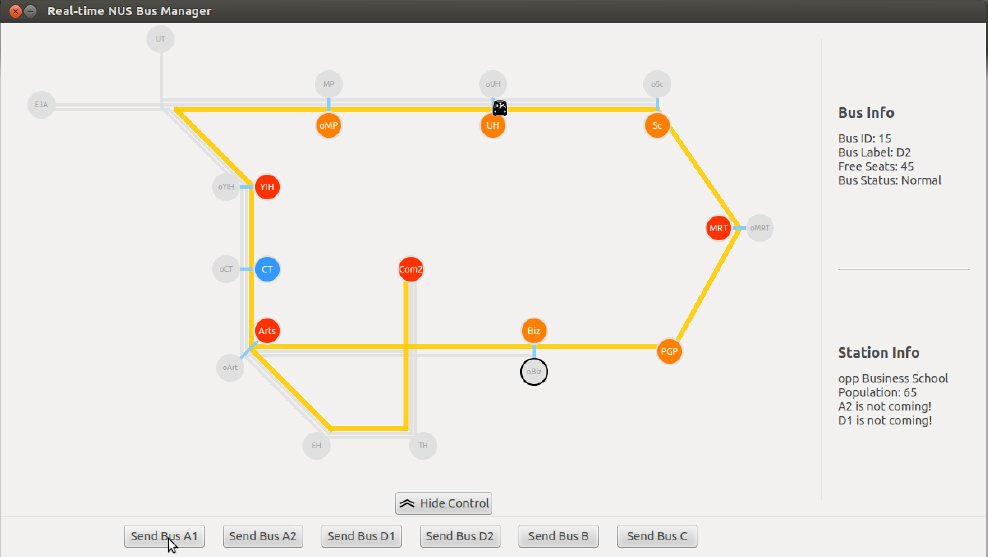 Real-time NUS Bus Manager
UT
E3A
MP
oUH
oSc
oMP
UH
Sc
oYIH
YIH
MRT
oMRT
oCT
CT
Com2
Arts
Biz
oArt
oBiz
PGP
EH
TH
Bus Info
Bus ID: 15
Bus Label: D2
Free Seats: 45
Bus Status: Normal
Station Info
opp Business School
Population: 65
A2 is not coming!
D1 is not coming!
Hide Control
Send Bus A1
Send Bus A2
Send Bus D1
Send Bus D2
Send Bus B
Send Bus C